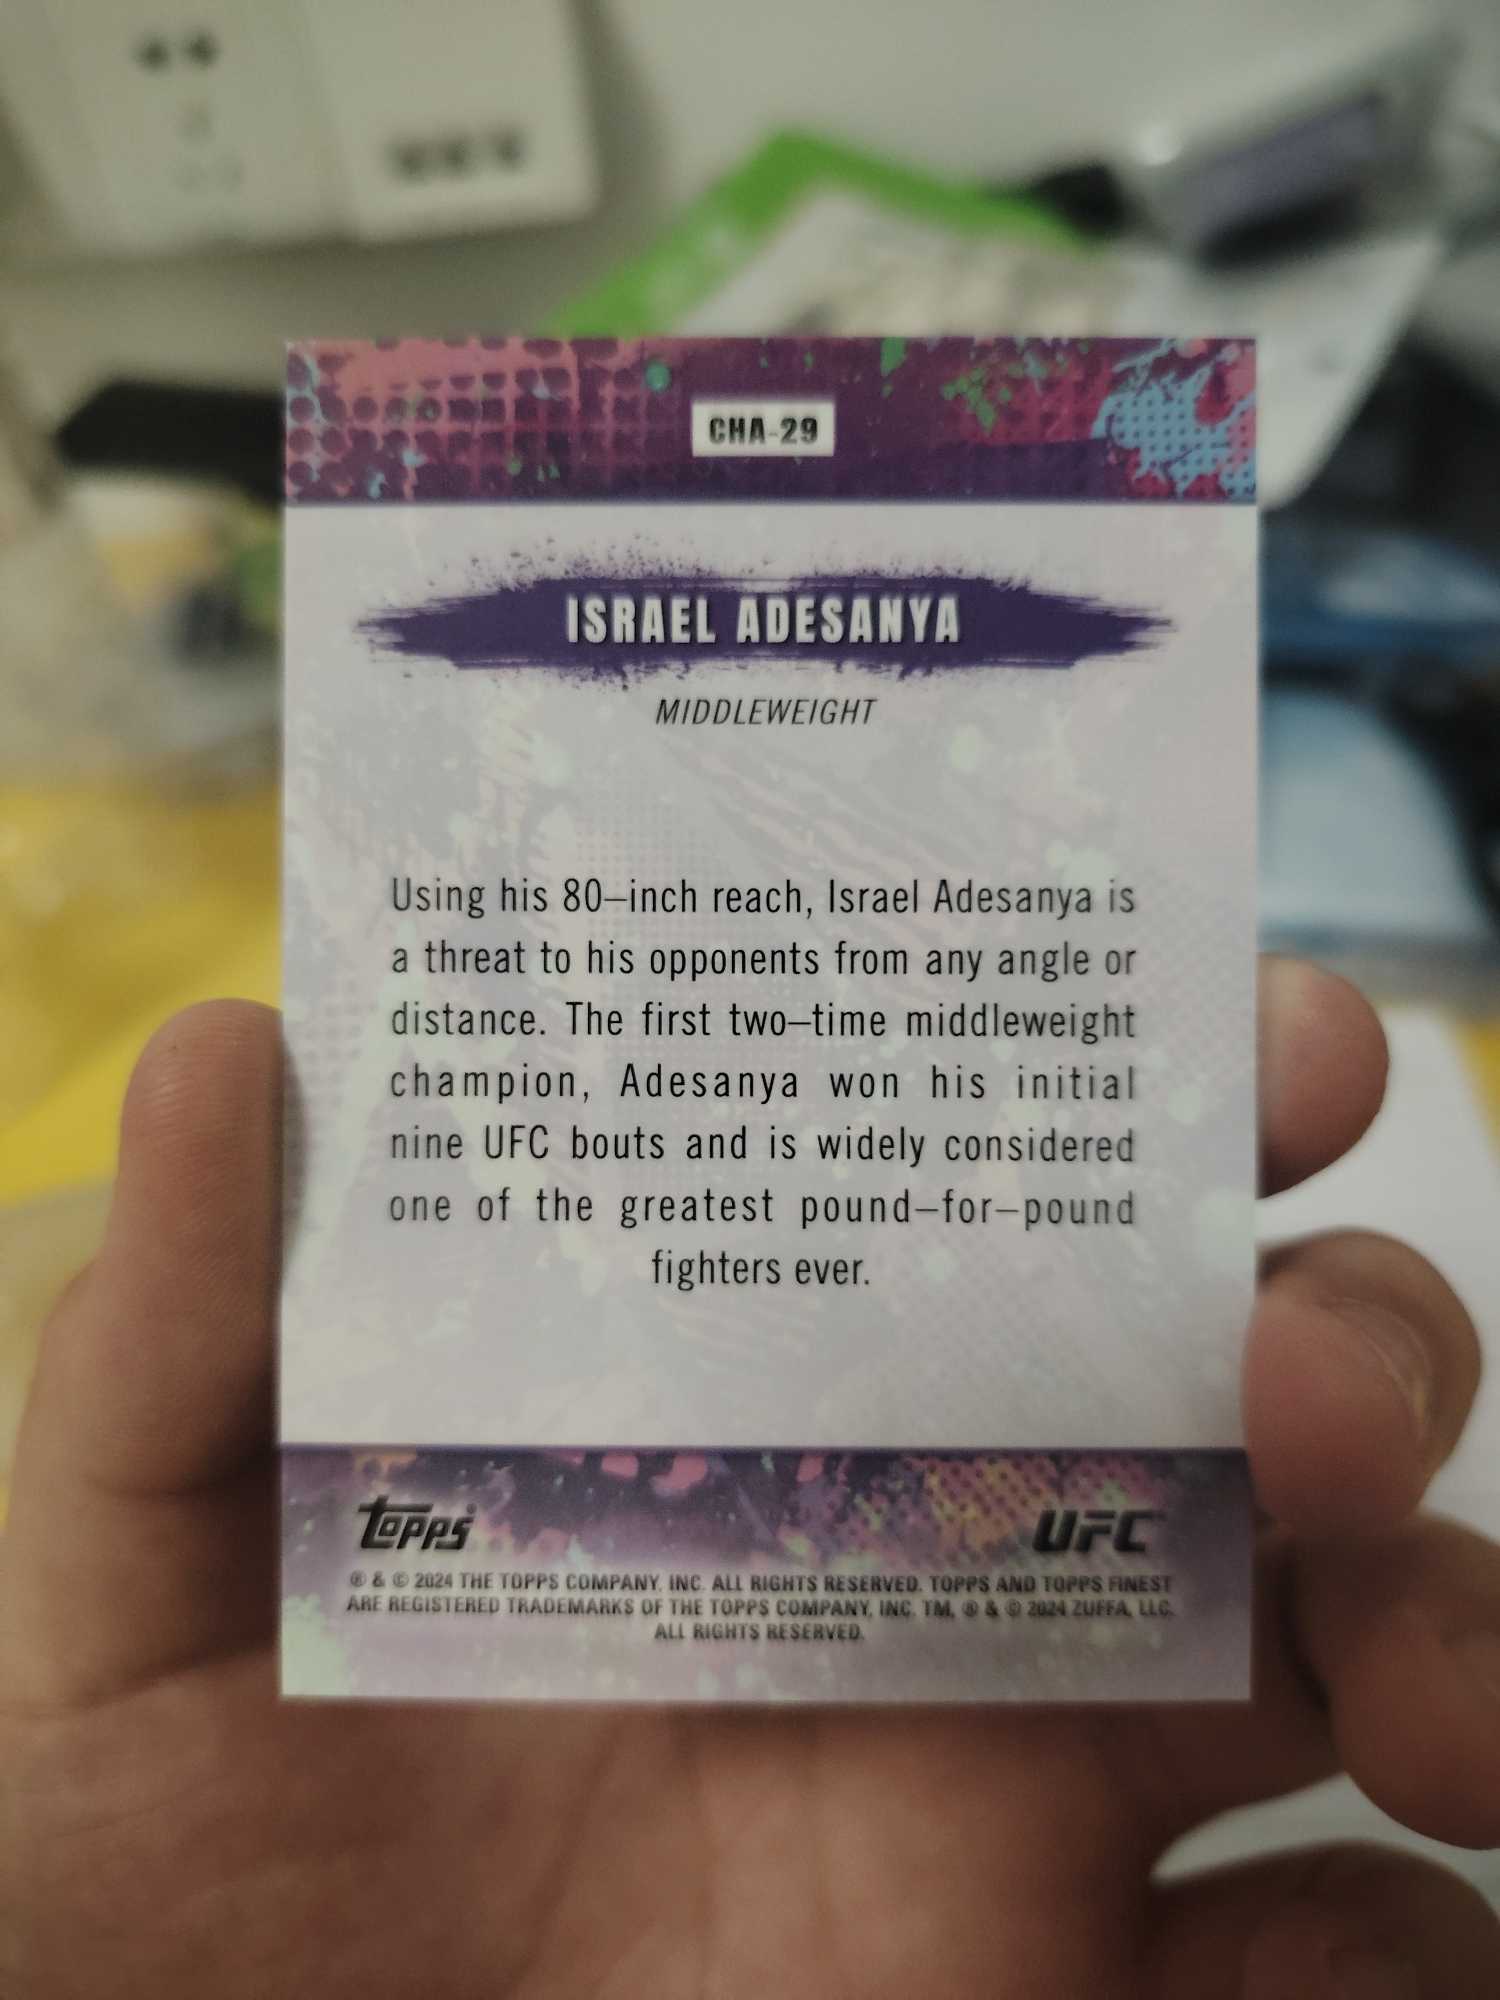 CHA-29
ISRAEL ADESANYA
MIDDLEWEIGHT
Using his 80–inch reach, Israel Adesanya is
a threat to his opponents from any angle or
distance. The first two–time middleweight
champion, Adesanya won his initial
nine UFC bouts and is widely considered
one of the greatest pound–for–pound
fighters ever.
topps® UFC
® & © 2024 THE TOPPS COMPANY, INC. ALL RIGHTS RESERVED. TOPPS AND TOPPS FINEST
ARE REGISTERED TRADEMARKS OF THE TOPPS COMPANY, INC. TM, ® & © 2024 ZUFFA, LLC.
ALL RIGHTS RESERVED.